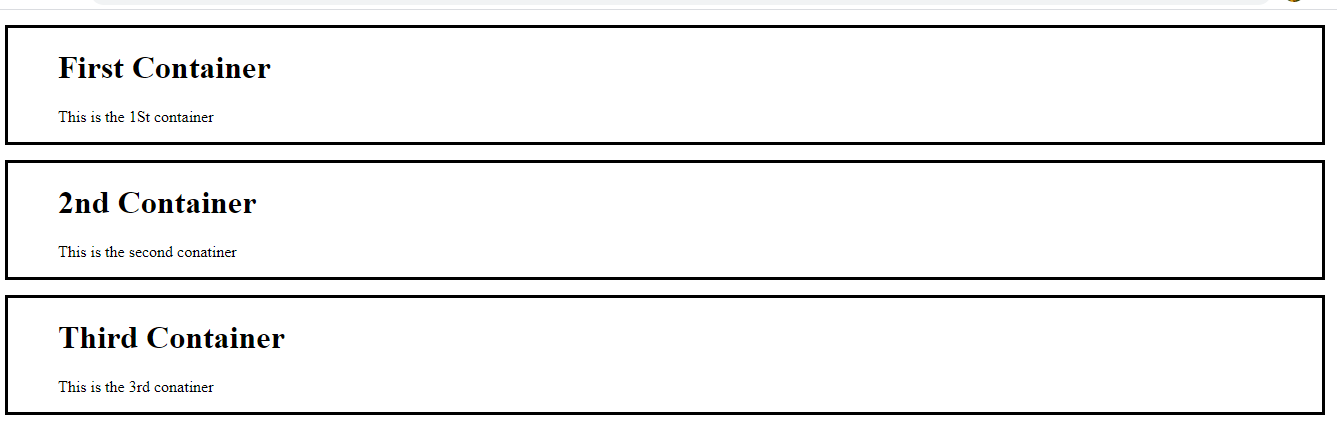 First Container
This is the 1St container
2nd Container
This is the second conatiner
Third Container
This is the 3rd conatiner